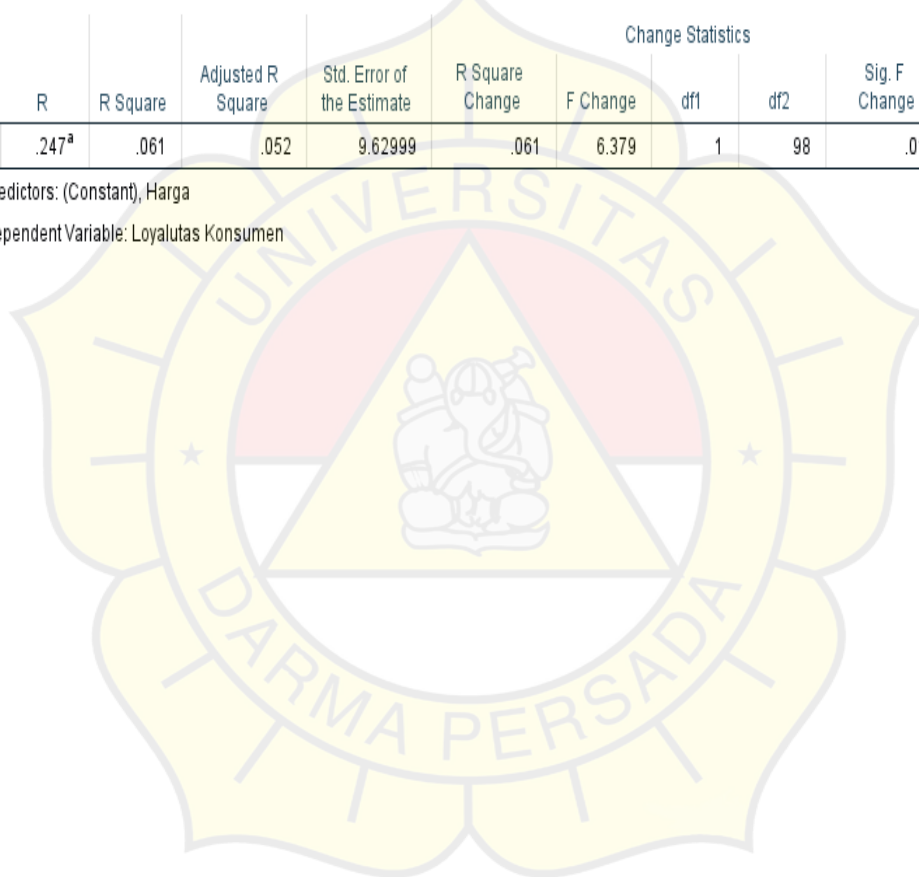 Change Statistics
R R Square Adjusted R Square Std. Error of the Estimate R Square Change F Change df1 df2 Sig. F Change
.247a .061 .052 9.62999 .061 6.379 1 98 .0
edictors: (Constant), Harga
ependent Variable: Loyalutas Konsumen
UNIVERSITAS
DARMA PERSADA